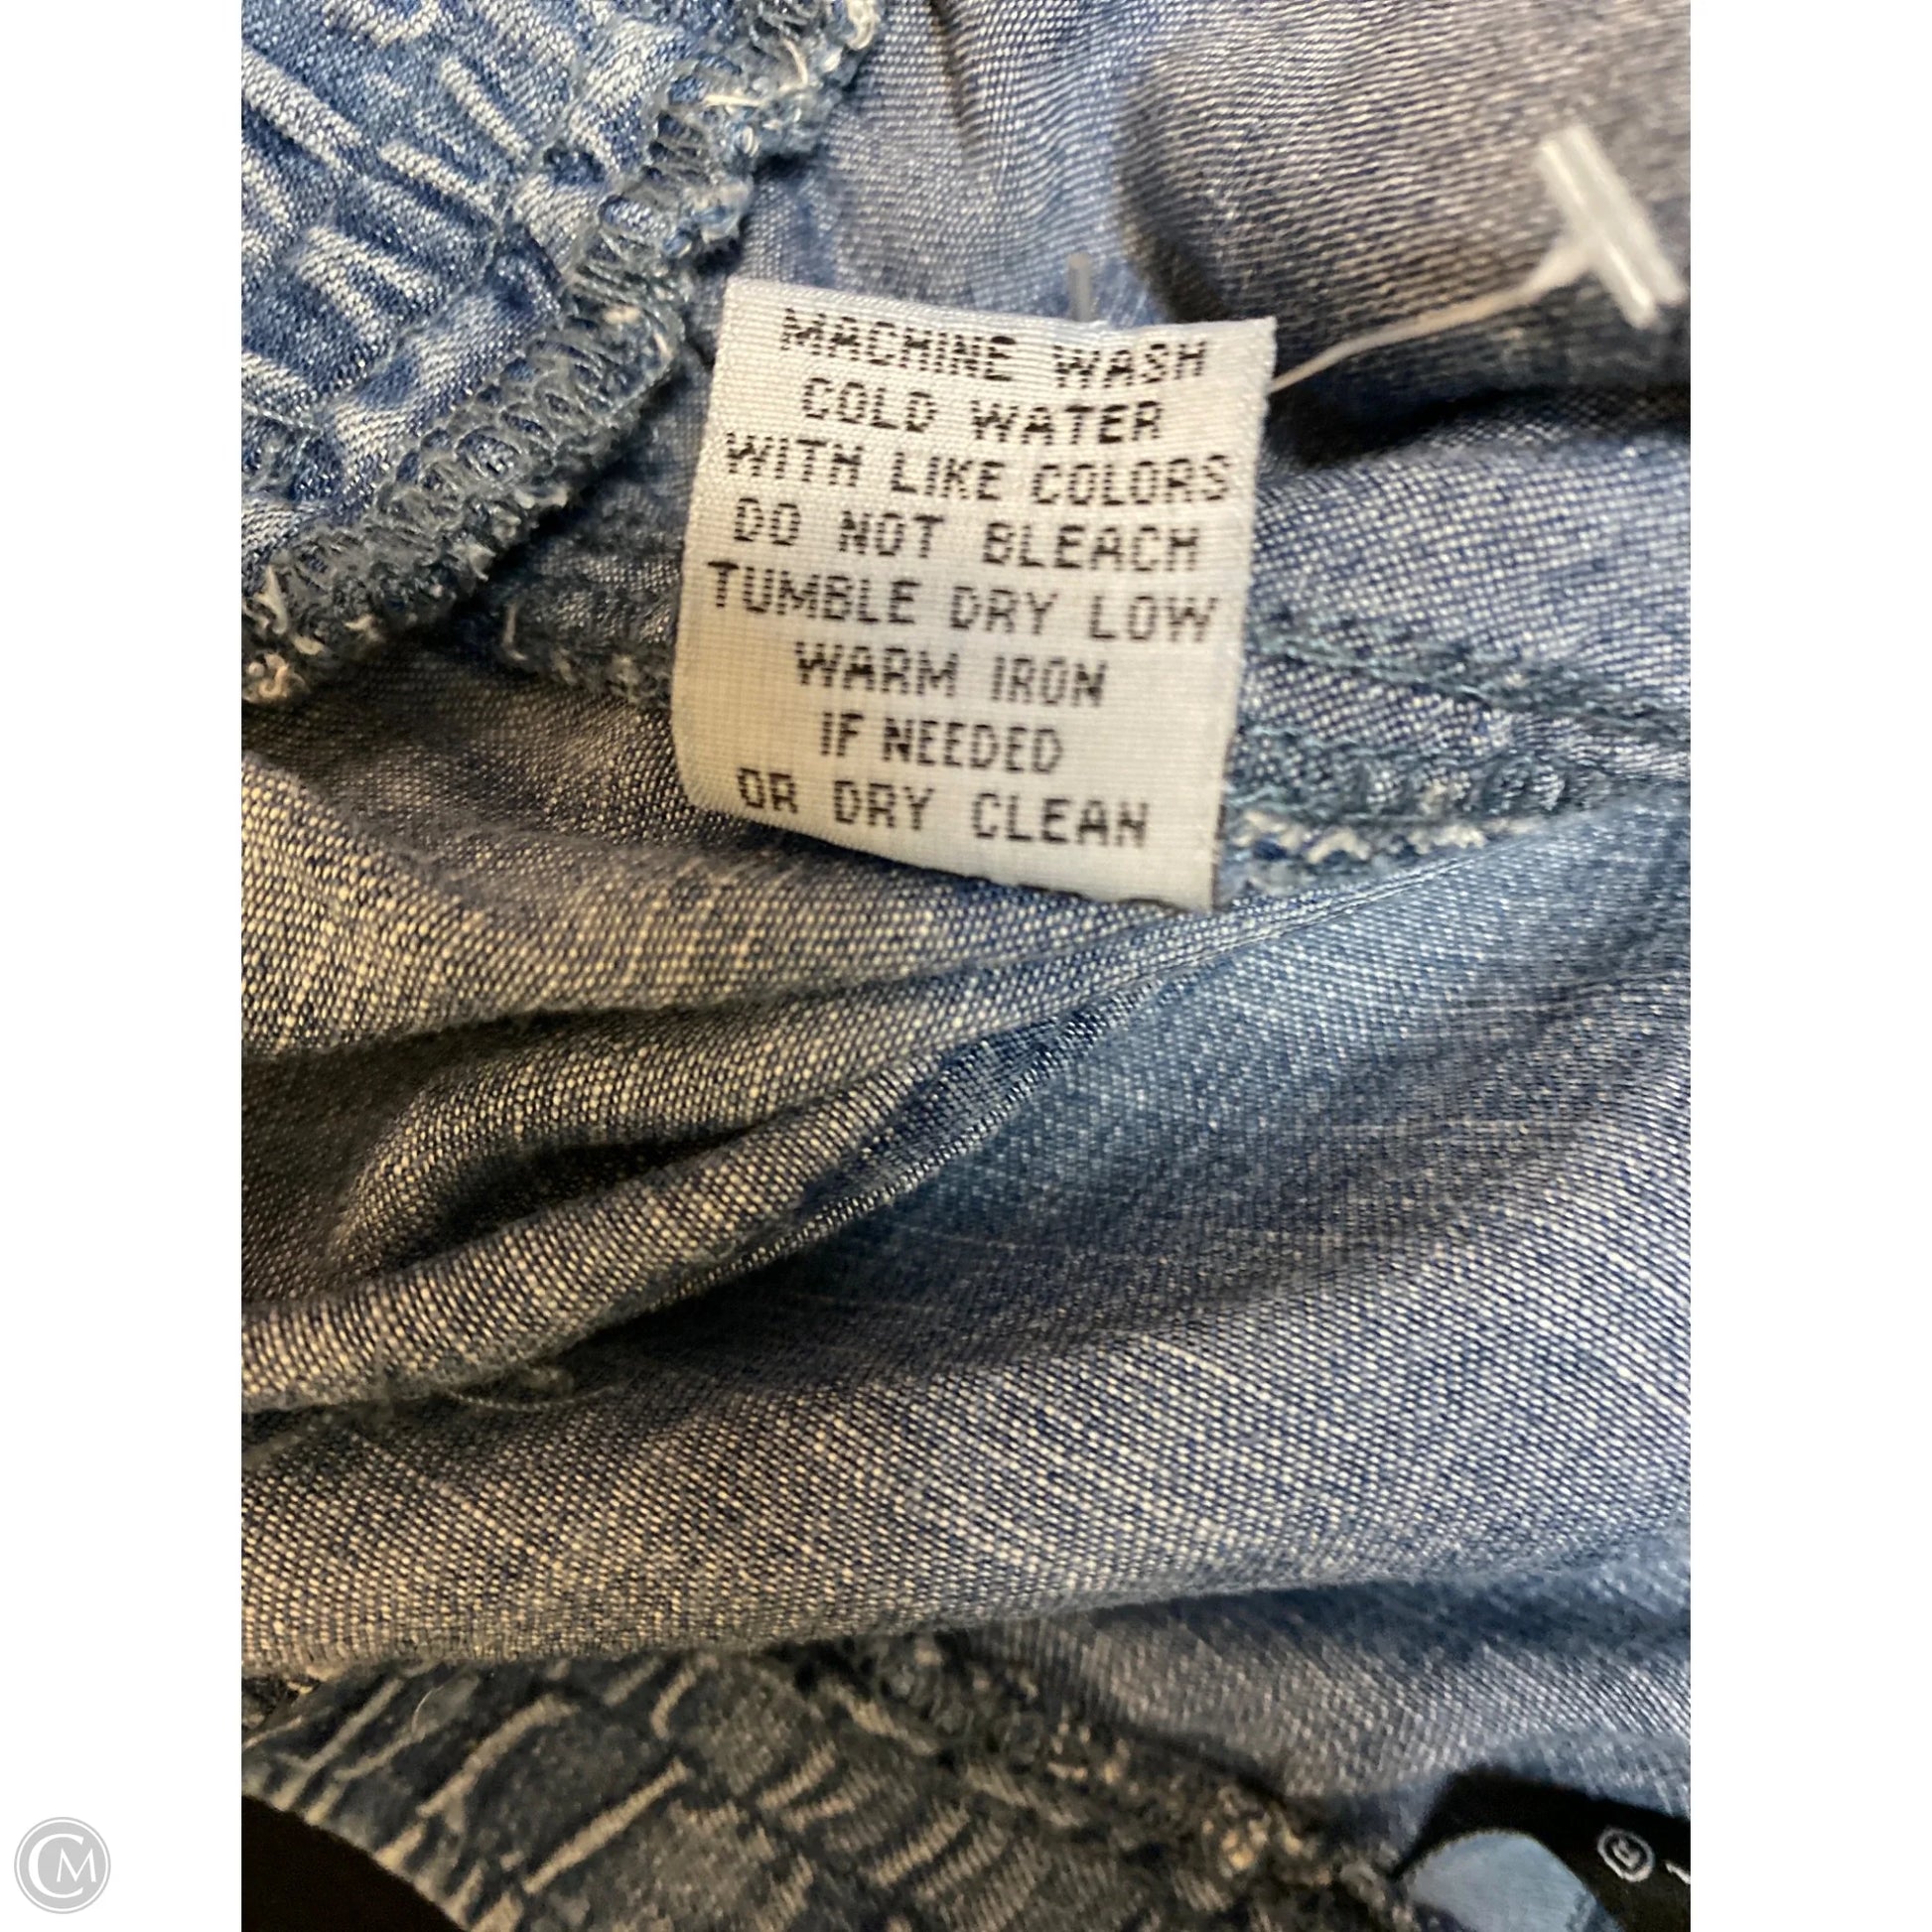 MACHINE WASH
COLD WATER
WITH LIKE COLORS
DO NOT BLEACH
TUMBLE DRY LOW
WARM IRON
IF NEEDED
OR DRY CLEAN
®
CM